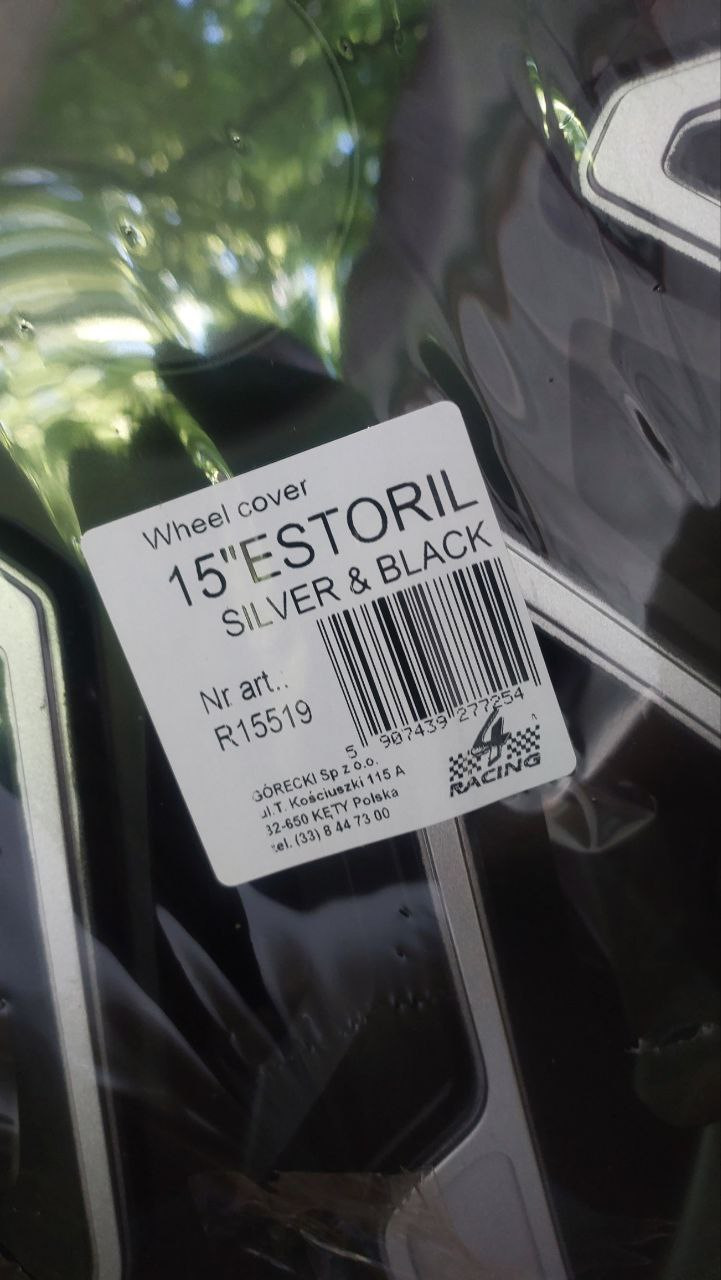 Wheel cover
15"ESTORIL
SILVER & BLACK
Nr art.:
R15519
5 907439 277254
4
RACING
GÓRECKI Sp z o.o.
ul.T. Kościuszki 115 A
32-650 KĘTY Polska
tel. (33) 8 44 73 00